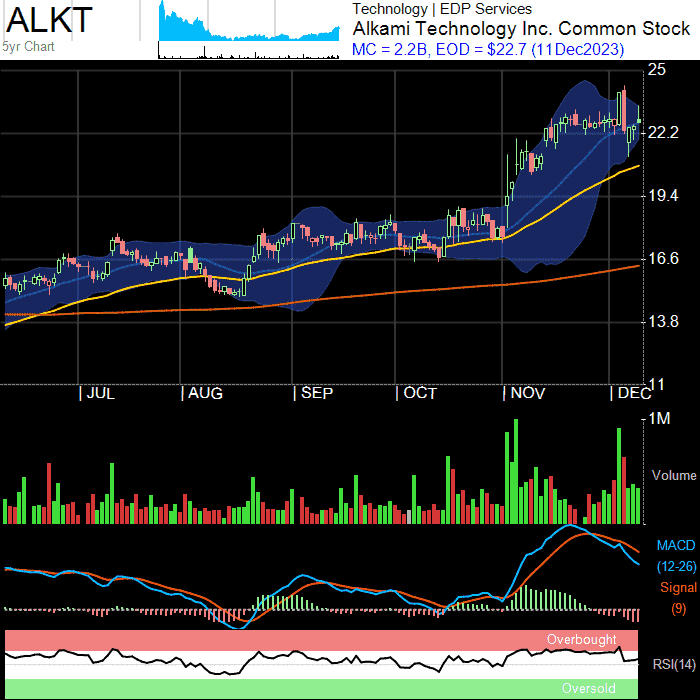 ALKT
5yr Chart
Technology | EDP Services
Alkami Technology Inc. Common Stock
MC = 2.2B, EOD = $22.7 (11Dec2023)
25
22.2
19.4
16.6
13.8
11
| JUL | AUG | SEP | OCT | NOV | DEC
1M
Volume
MACD
(12-26)
Signal
(9)
Overbought
RSI(14)
Oversold